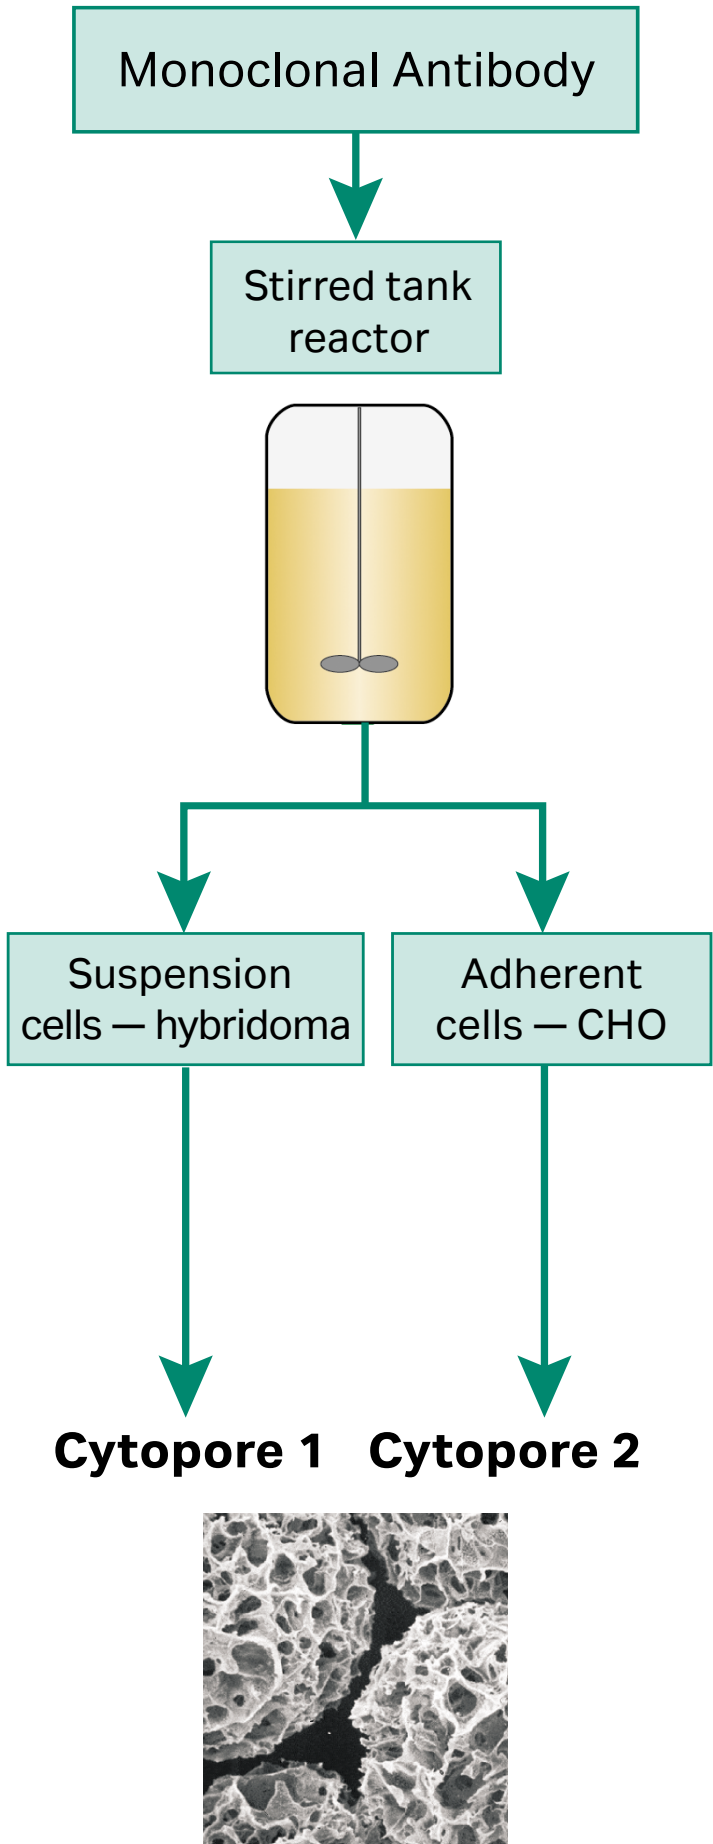 Monoclonal Antibody
Stirred tank
reactor
Suspension
cells — hybridoma
Adherent
cells — CHO
Cytopore 1
Cytopore 2